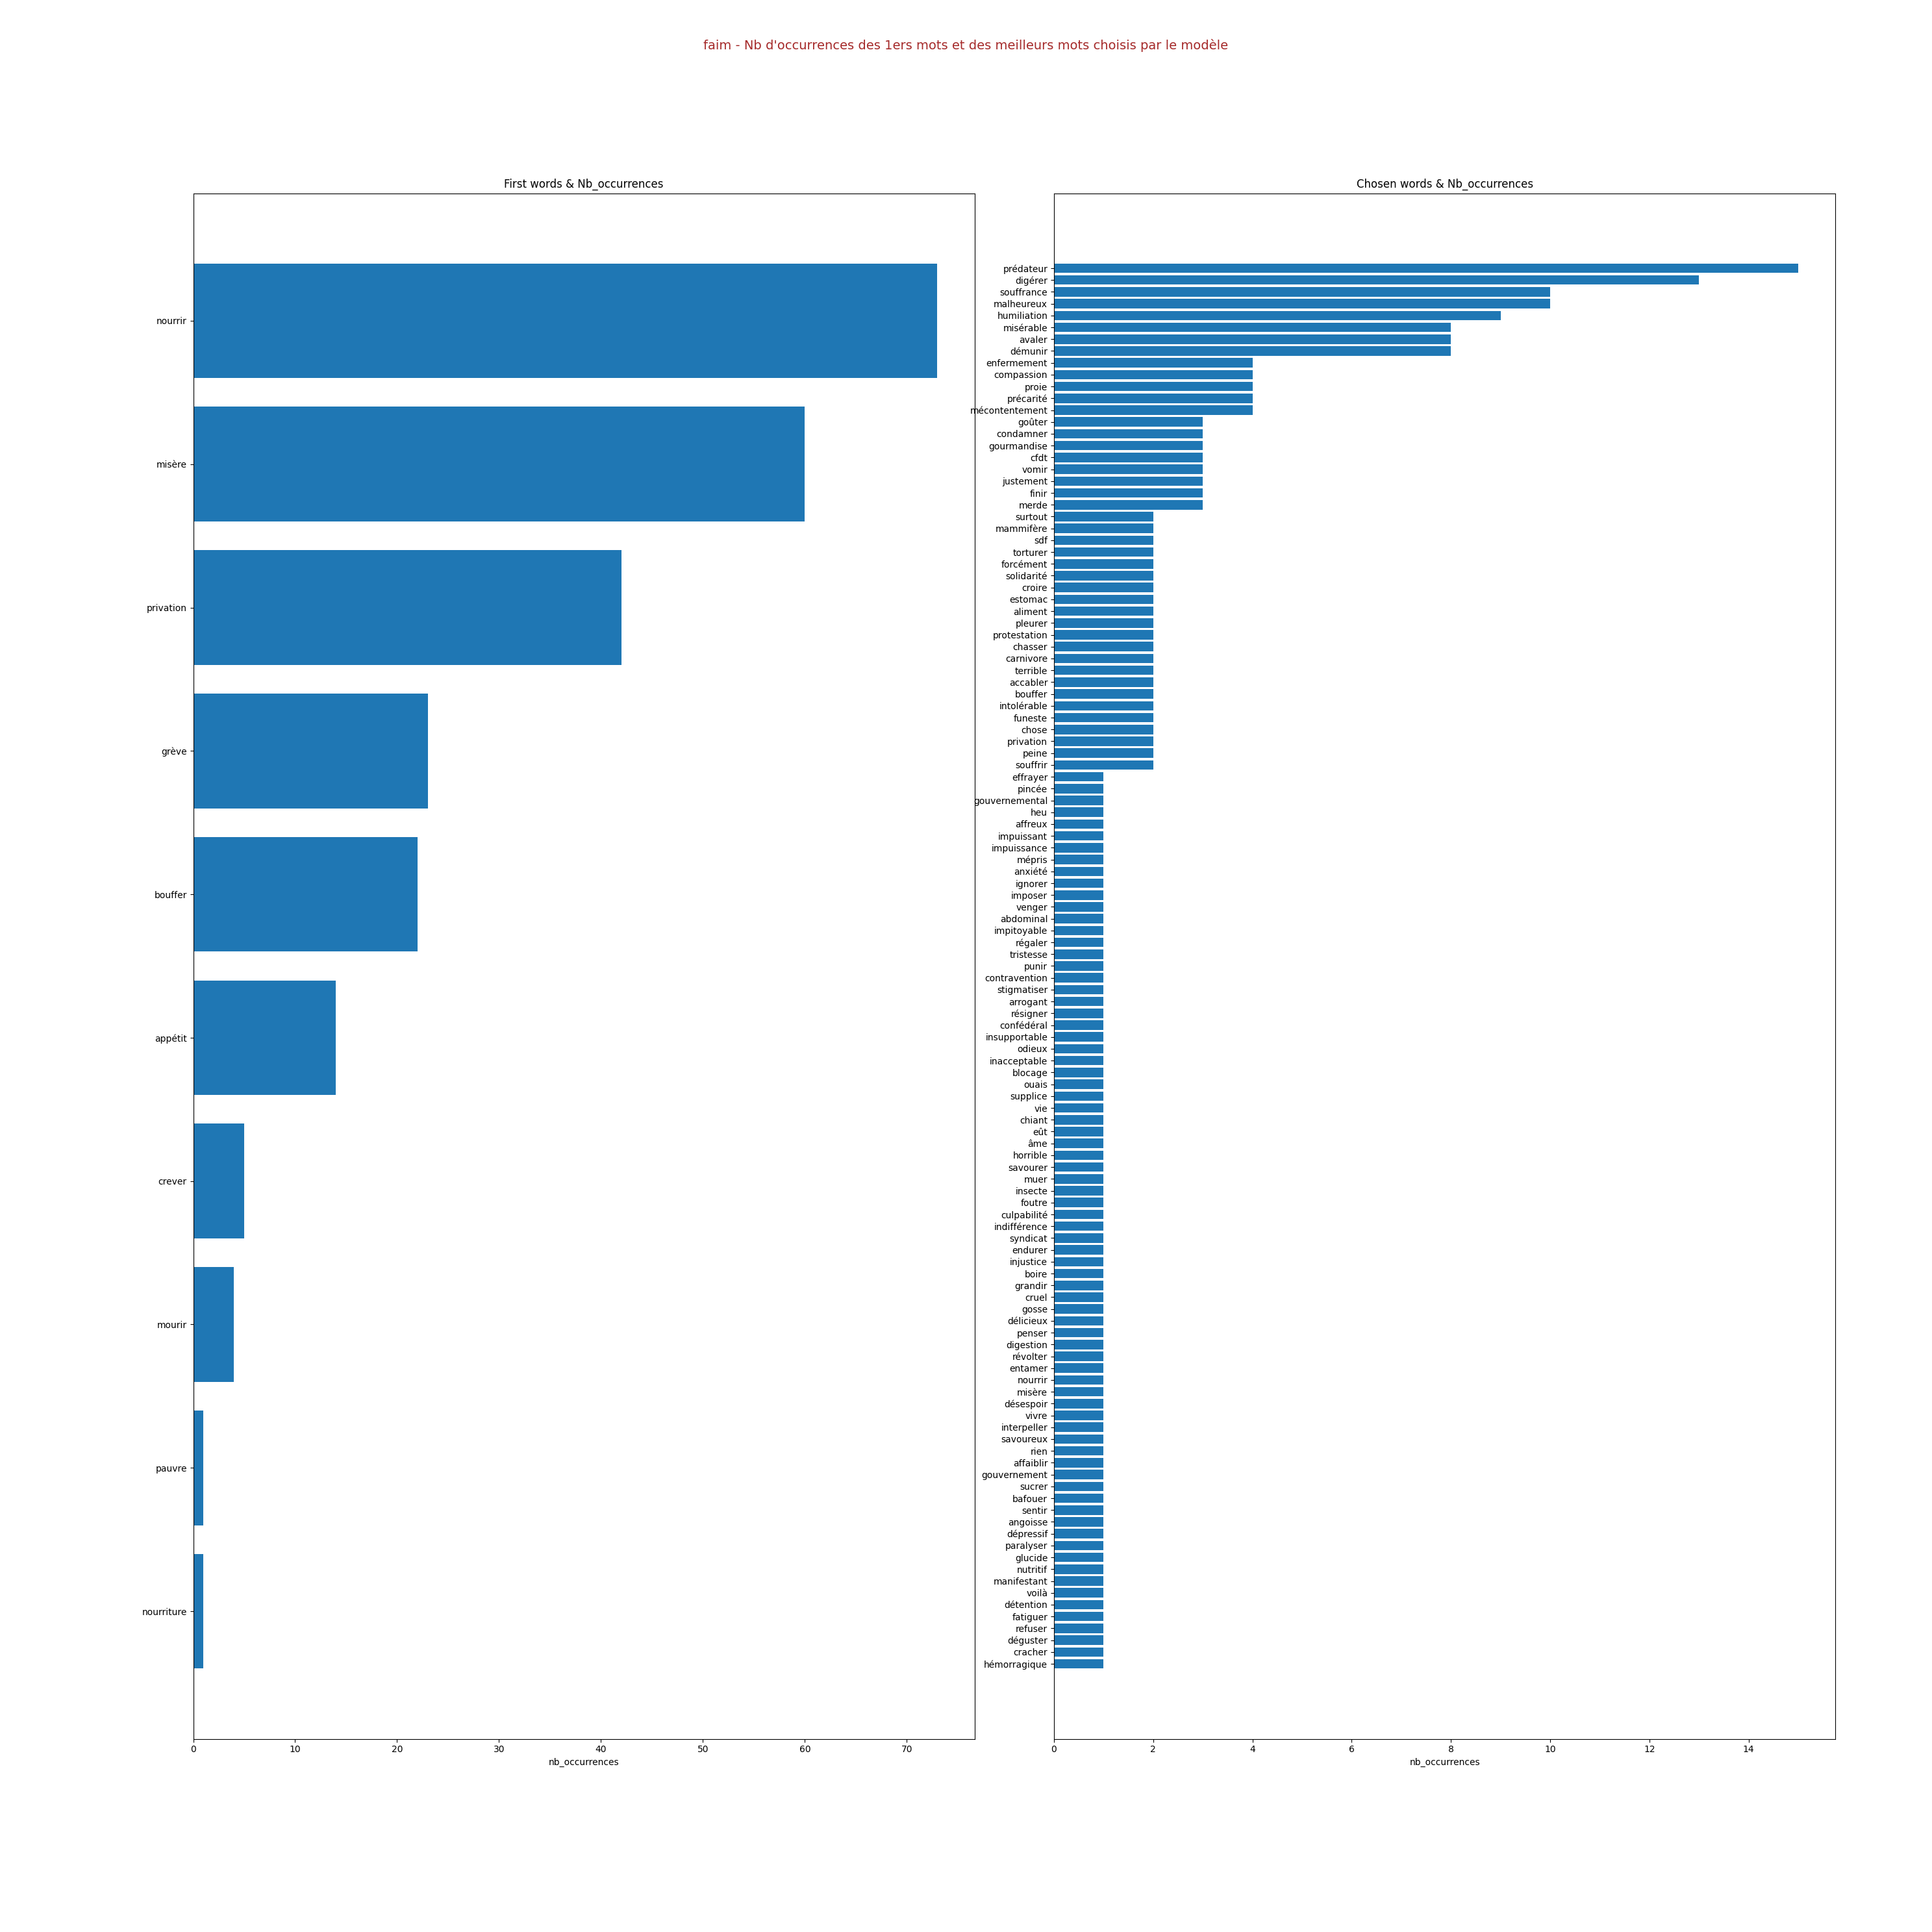 faim - Nb d'occurrences des 1ers mots et des meilleurs mots choisis par le modèle
First words & Nb_occurrences
nourrir
misère
privation
grève
bouffer
appétit
crever
mourir
pauvre
nourriture
0 10 20 30 40 50 60 70
nb_occurrences
Chosen words & Nb_occurrences
prédateur
digérer
souffrance
malheureux
humiliation
misérable
avaler
démunir
enfermement
compassion
proie
précarité
mécontentement
goûter
condamner
gourmandise
cfdt
vomir
justement
finir
merde
surtout
mammifère
sdf
torturer
forcément
solidarité
croire
estomac
aliment
pleurer
protestation
chasser
carnivore
terrible
accabler
bouffer
intolérable
funeste
chose
privation
peine
souffrir
effrayer
pincée
gouvernemental
heu
affreux
impuissant
impuissance
mépris
anxiété
ignorer
imposer
venger
abdominal
impitoyable
régaler
tristesse
punir
contravention
stigmatiser
arrogant
résigner
confédéral
insupportable
odieux
inacceptable
blocage
ouais
supplice
vie
chiant
eût
âme
horrible
savourer
muer
insecte
foutre
culpabilité
indifférence
syndicat
endurer
injustice
boire
grandir
cruel
gosse
délicieux
penser
digestion
révolter
entamer
nourrir
misère
désespoir
vivre
interpeller
savoureux
rien
affaiblir
gouvernement
sucrer
bafouer
sentir
angoisse
dépressif
paralyser
glucide
nutritif
manifestant
voilà
détention
fatiguer
refuser
déguster
cracher
hémorragique
0 2 4 6 8 10 12 14
nb_occurrences